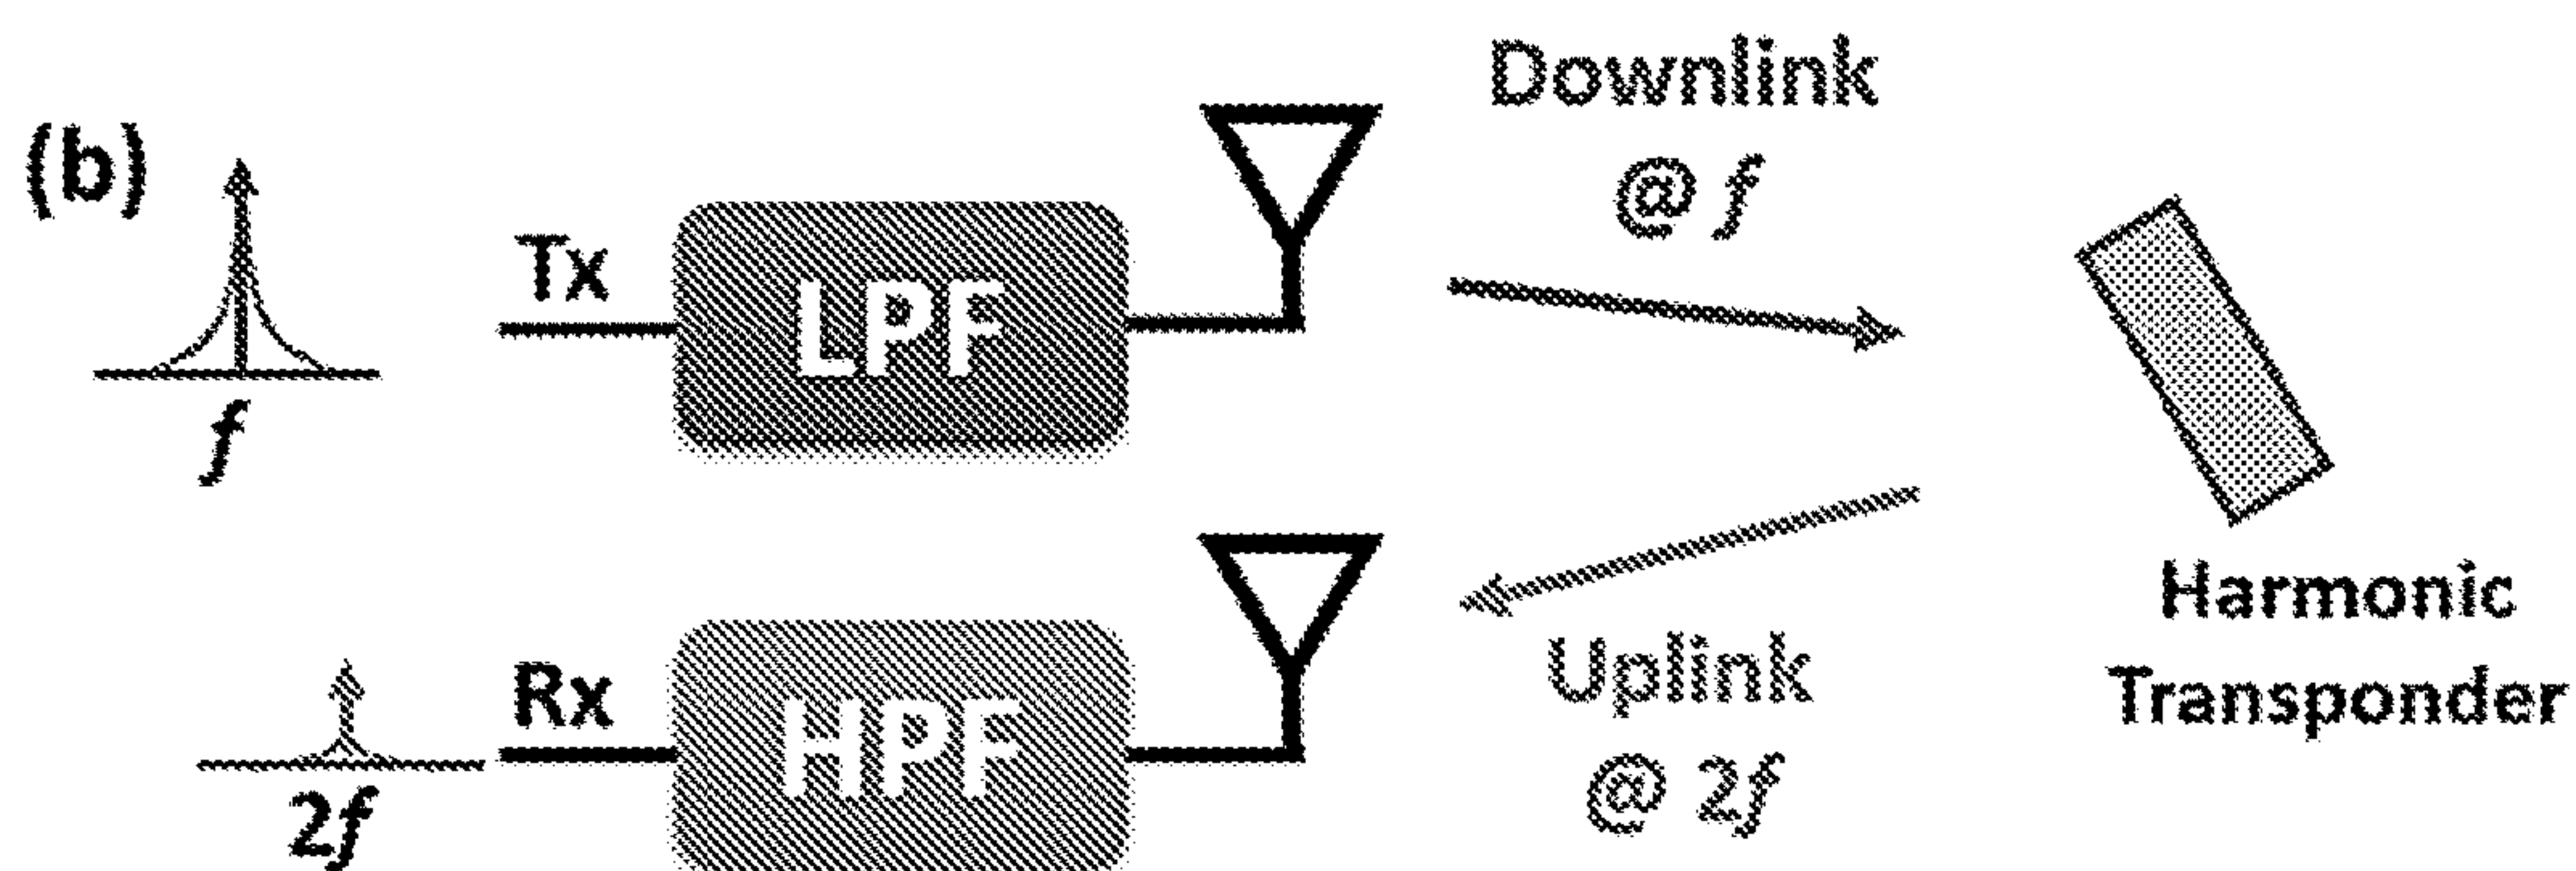 (b)
f
Tx
LPF
Downlink
@ f
Harmonic
Transponder
2f
Rx
HPF
Uplink
@ 2f